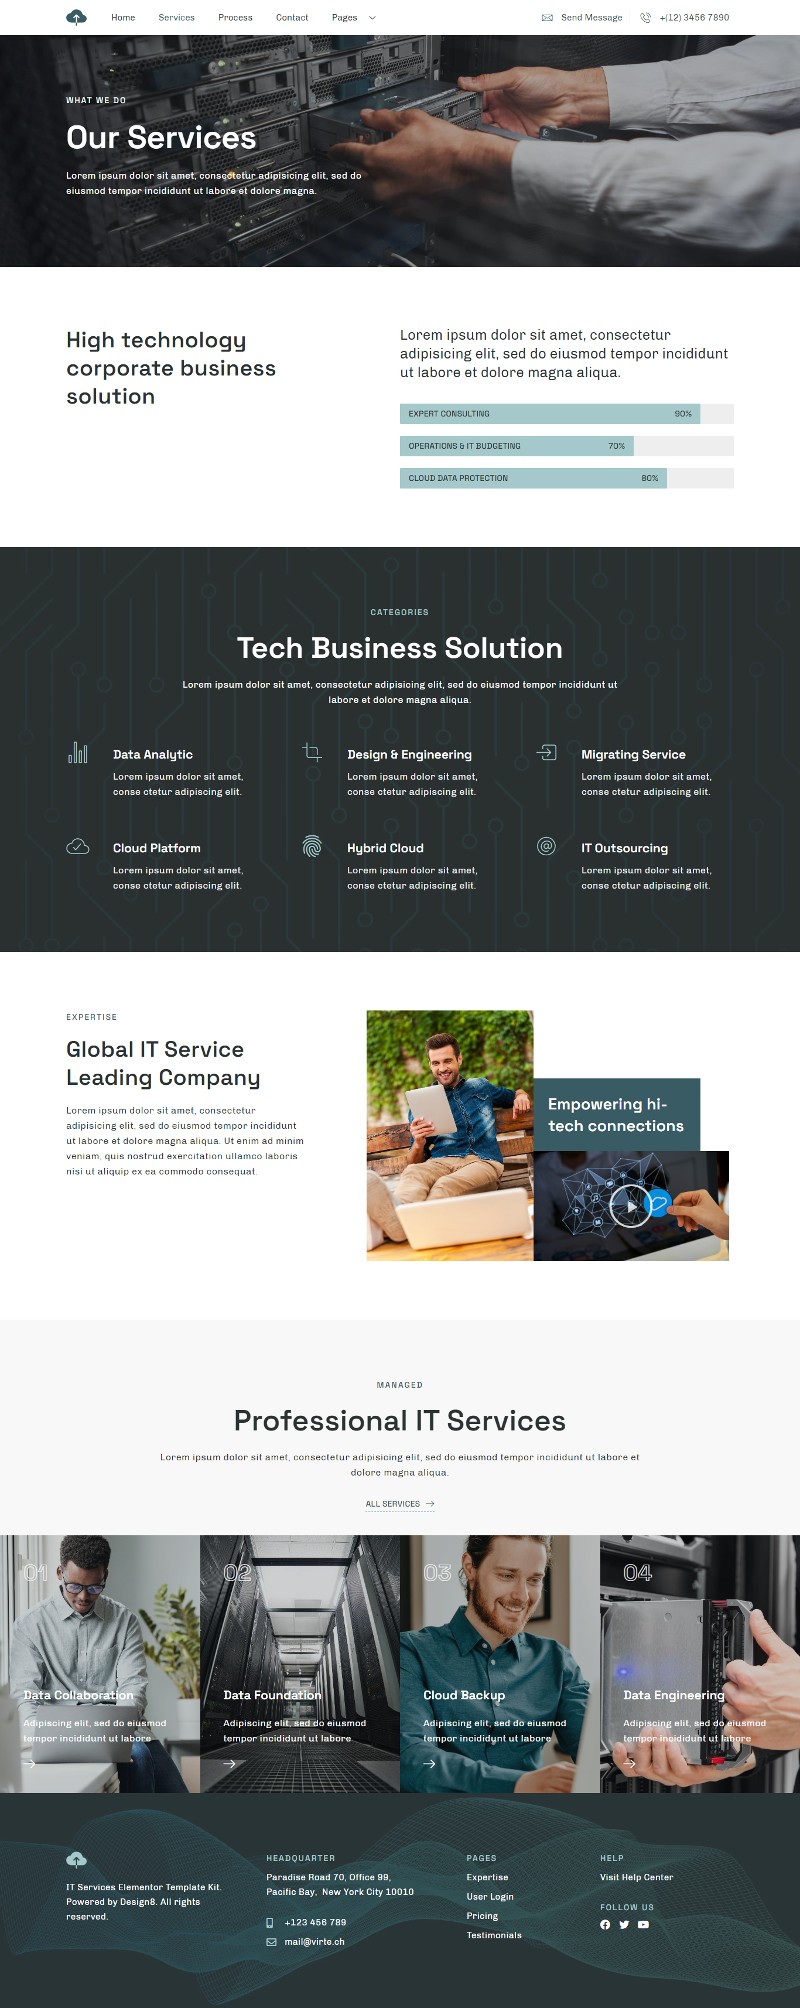 Home Services Process Contact Pages Send Message +(12) 3456 7890
WHAT WE DO
Our Services
Lorem ipsum dolor sit amet, consectetur adipisicing elit, sed do
eiusmod tempor incididunt ut labore et dolore magna.
High technology
corporate business
solution
Lorem ipsum dolor sit amet, consectetur
adipisicing elit, sed do eiusmod tempor incididunt
ut labore et dolore magna aliqua.
EXPERT CONSULTING 90%
OPERATIONS & IT BUDGETING 70%
CLOUD DATA PROTECTION 80%
CATEGORIES
Tech Business Solution
Lorem ipsum dolor sit amet, consectetur adipisicing elit, sed do eiusmod tempor incididunt ut
labore et dolore magna aliqua.
Data Analytic
Lorem ipsum dolor sit amet,
conse ctetur adipiscing elit.
Design & Engineering
Lorem ipsum dolor sit amet,
conse ctetur adipiscing elit.
Migrating Service
Lorem ipsum dolor sit amet,
conse ctetur adipiscing elit.
Cloud Platform
Lorem ipsum dolor sit amet,
conse ctetur adipiscing elit.
Hybrid Cloud
Lorem ipsum dolor sit amet,
conse ctetur adipiscing elit.
IT Outsourcing
Lorem ipsum dolor sit amet,
conse ctetur adipiscing elit.
EXPERTISE
Global IT Service
Leading Company
Lorem ipsum dolor sit amet, consectetur
adipisicing elit, sed do eiusmod tempor incididunt
ut labore et dolore magna aliqua. Ut enim ad minim
veniam, quis nostrud exercitation ullamco laboris
nisi ut aliquip ex ea commodo consequat.
Empowering hi-
tech connections
MANAGED
Professional IT Services
Lorem ipsum dolor sit amet, consectetur adipisicing elit, sed do eiusmod tempor incididunt ut labore et
dolore magna aliqua.
ALL SERVICES
01
Data Collaboration
Adipiscing elit, sed do eiusmod
tempor incididunt ut labore
02
Data Foundation
Adipiscing elit, sed do eiusmod
tempor incididunt ut labore
03
Cloud Backup
Adipiscing elit, sed do eiusmod
tempor incididunt ut labore
04
Data Engineering
Adipiscing elit, sed do eiusmod
tempor incididunt ut labore
IT Services Elementor Template Kit.
Powered by Design8. All rights
reserved.
HEADQUARTER
Paradise Road 70, Office 99,
Pacific Bay, New York City 10010
+123 456 789
mail@virte.ch
PAGES
Expertise
User Login
Pricing
Testimonials
HELP
Visit Help Center
FOLLOW US